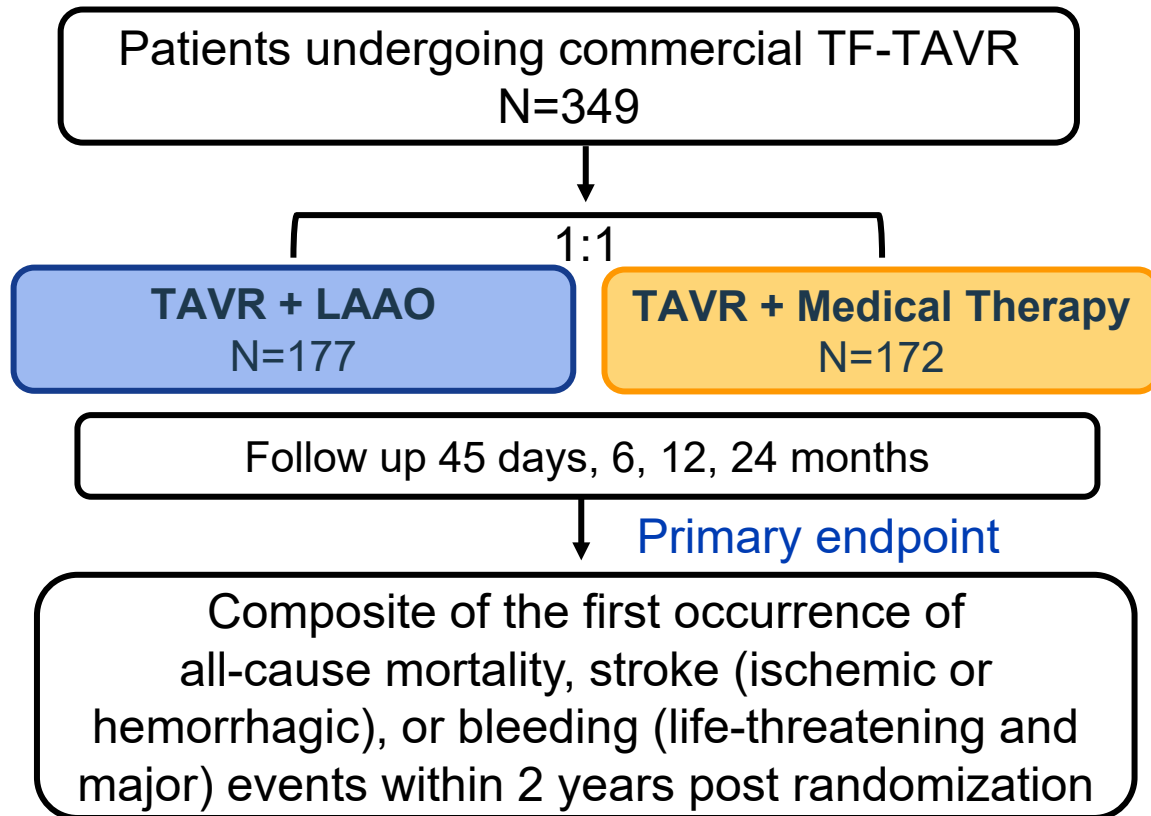 Patients undergoing commercial TF-TAVR
N=349
1:1
TAVR + LAAO
N=177
TAVR + Medical Therapy
N=172
Follow up 45 days, 6, 12, 24 months
Primary endpoint
Composite of the first occurrence of
all-cause mortality, stroke (ischemic or
hemorrhagic), or bleeding (life-threatening and
major) events within 2 years post randomization